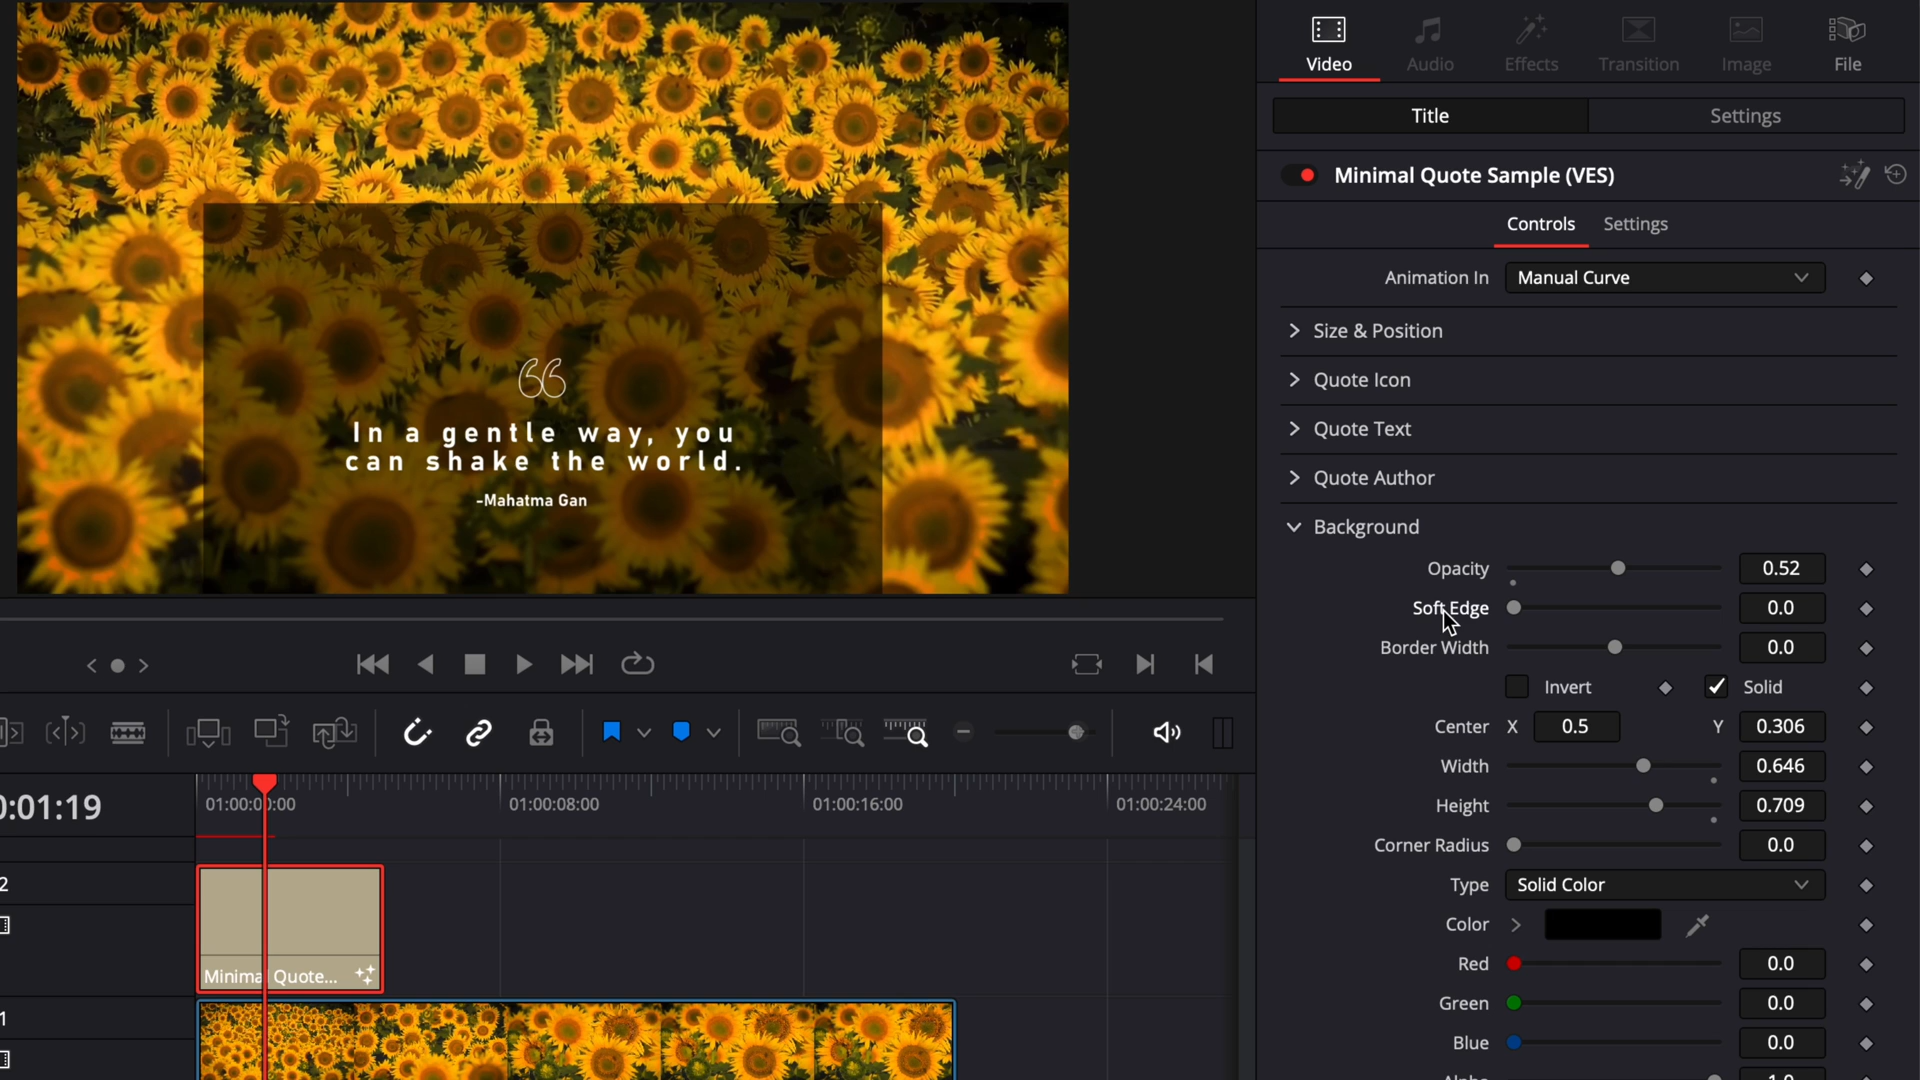 Video
Audio
Effects
Transition
Image
File
Title
Settings
Minimal Quote Sample (VES)
Controls
Settings
Animation In
Manual Curve
Size & Position
Quote Icon
Quote Text
Quote Author
Background
Opacity
0.52
Soft Edge
0.0
Border Width
0.0
Invert
Solid
Center
X
0.5
Y
0.306
Width
0.646
Height
0.709
Corner Radius
0.0
Type
Solid Color
Color
Red
0.0
Green
0.0
Blue
0.0
In a gentle way, you
can shake the world.
-Mahatma Gan
0:01:19
01:00:00:00
01:00:08:00
01:00:16:00
01:00:24:00
2
Minimal Quote...
1